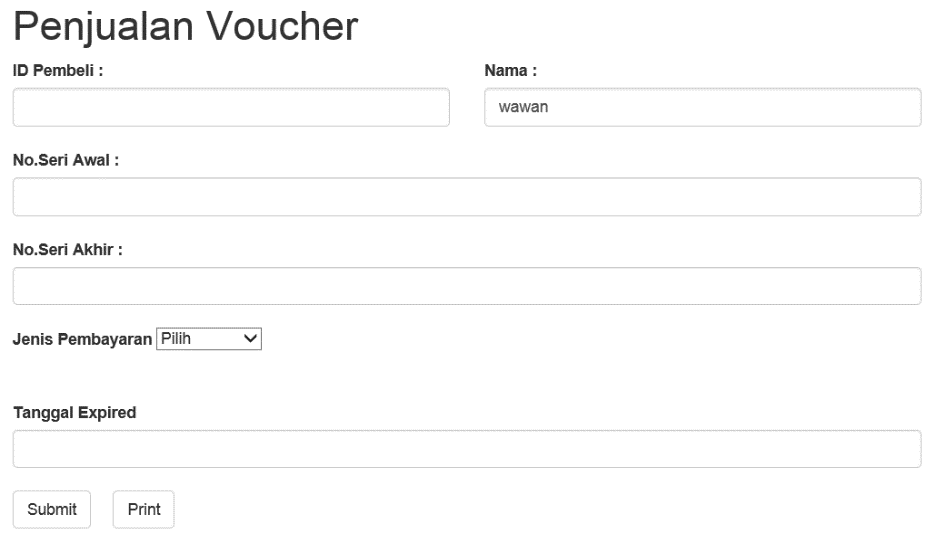 Penjualan Voucher
ID Pembeli : Nama :
wawan
No.Seri Awal :
No.Seri Akhir :
Jenis Pembayaran Pilih
Tanggal Expired
Submit Print